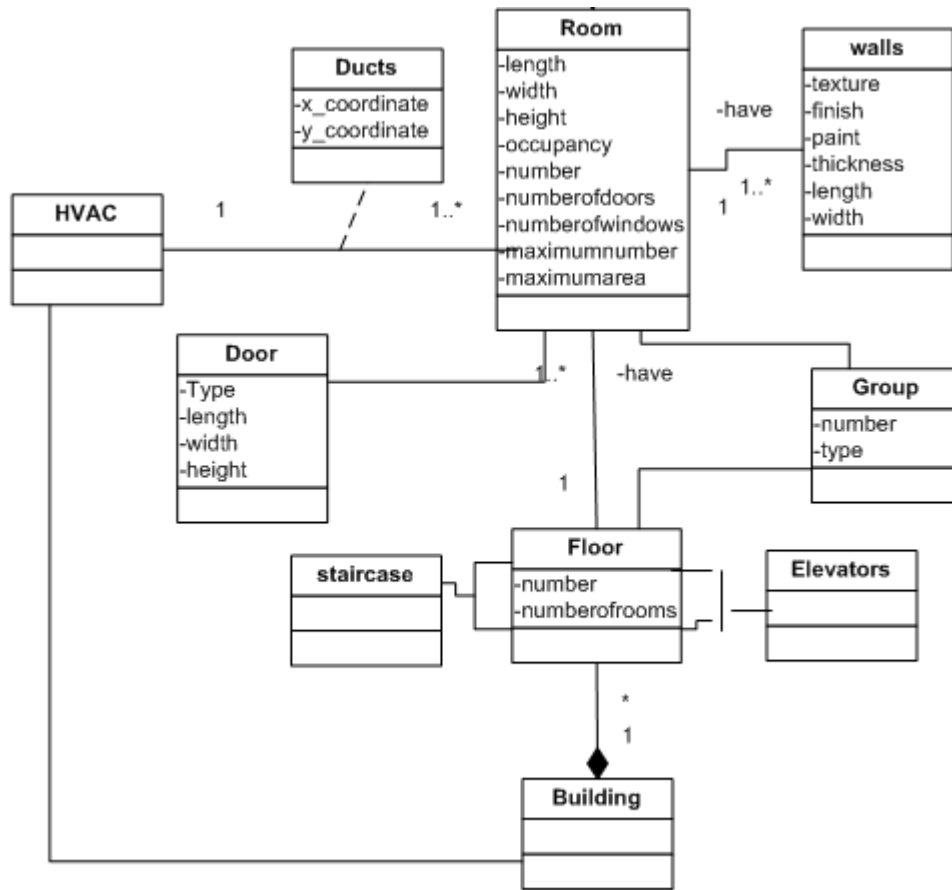 Room
-length
-width
-height
-occupancy
-number
-numberofdoors
-numberofwindows
-maximumnumber
-maximumarea
walls
-texture
-finish
-paint
-thickness
-length
-width
Ducts
-x_coordinate
-y_coordinate
-have
1..*
1
HVAC
1
1..*
Door
-Type
-length
-width
-height
1..*
-have
1
Group
-number
-type
Floor
-number
-numberofrooms
staircase
Elevators
*
1
Building